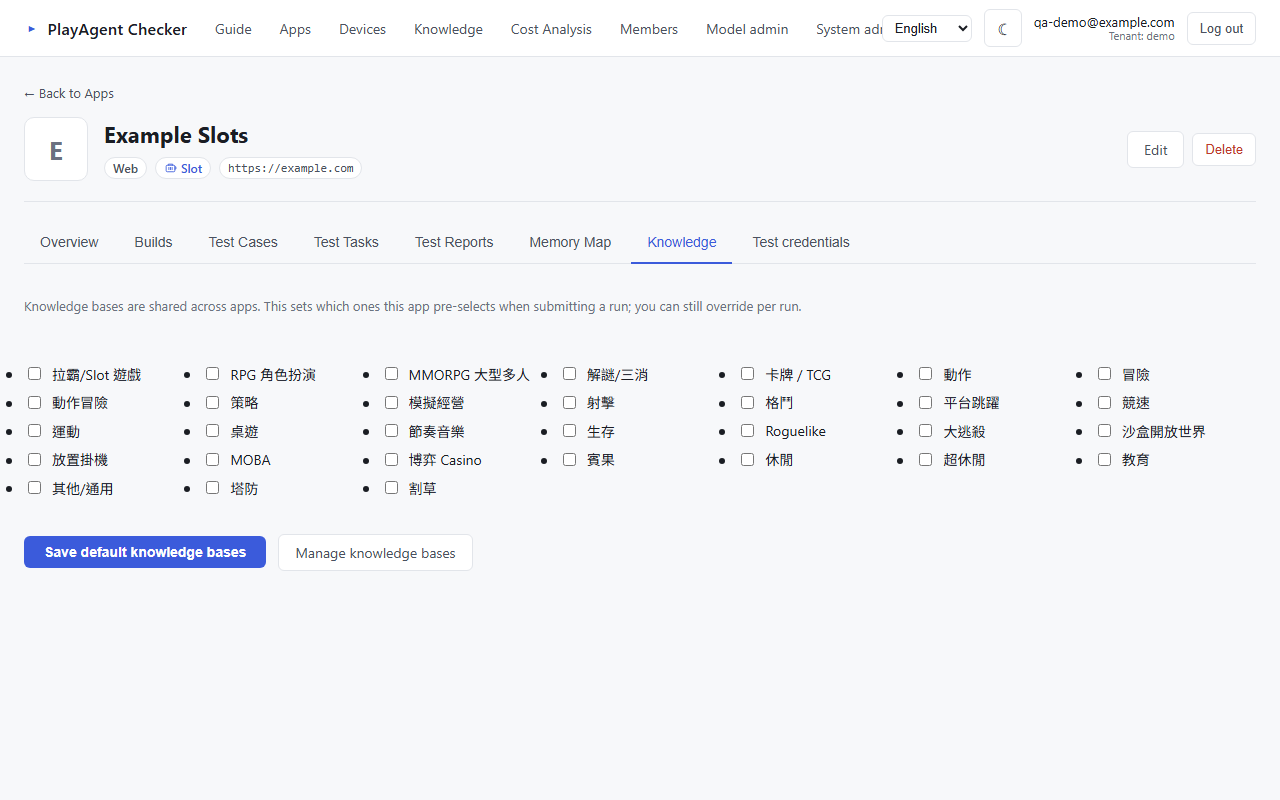 PlayAgent Checker Guide Apps Devices Knowledge Cost Analysis Members Model admin System adr English qa-demo@example.com Log out
Tenant: demo
← Back to Apps
E
Example Slots
Web Slot https://example.com
Edit Delete
Overview Builds Test Cases Test Tasks Test Reports Memory Map Knowledge Test credentials
Knowledge bases are shared across apps. This sets which ones this app pre-selects when submitting a run; you can still override per run.
拉霸/Slot 遊戲 RPG 角色扮演 MMORPG 大型多人 解謎/三消 卡牌 / TCG 動作 冒險
動作冒險 策略 模擬經營 射擊 格鬥 平台跳躍 競速
運動 桌遊 節奏音樂 生存 Roguelike 大逃殺 沙盒開放世界
放置掛機 MOBA 博弈 Casino 賓果 休閒 超休閒 教育
其他/通用 塔防 割草
Save default knowledge bases Manage knowledge bases